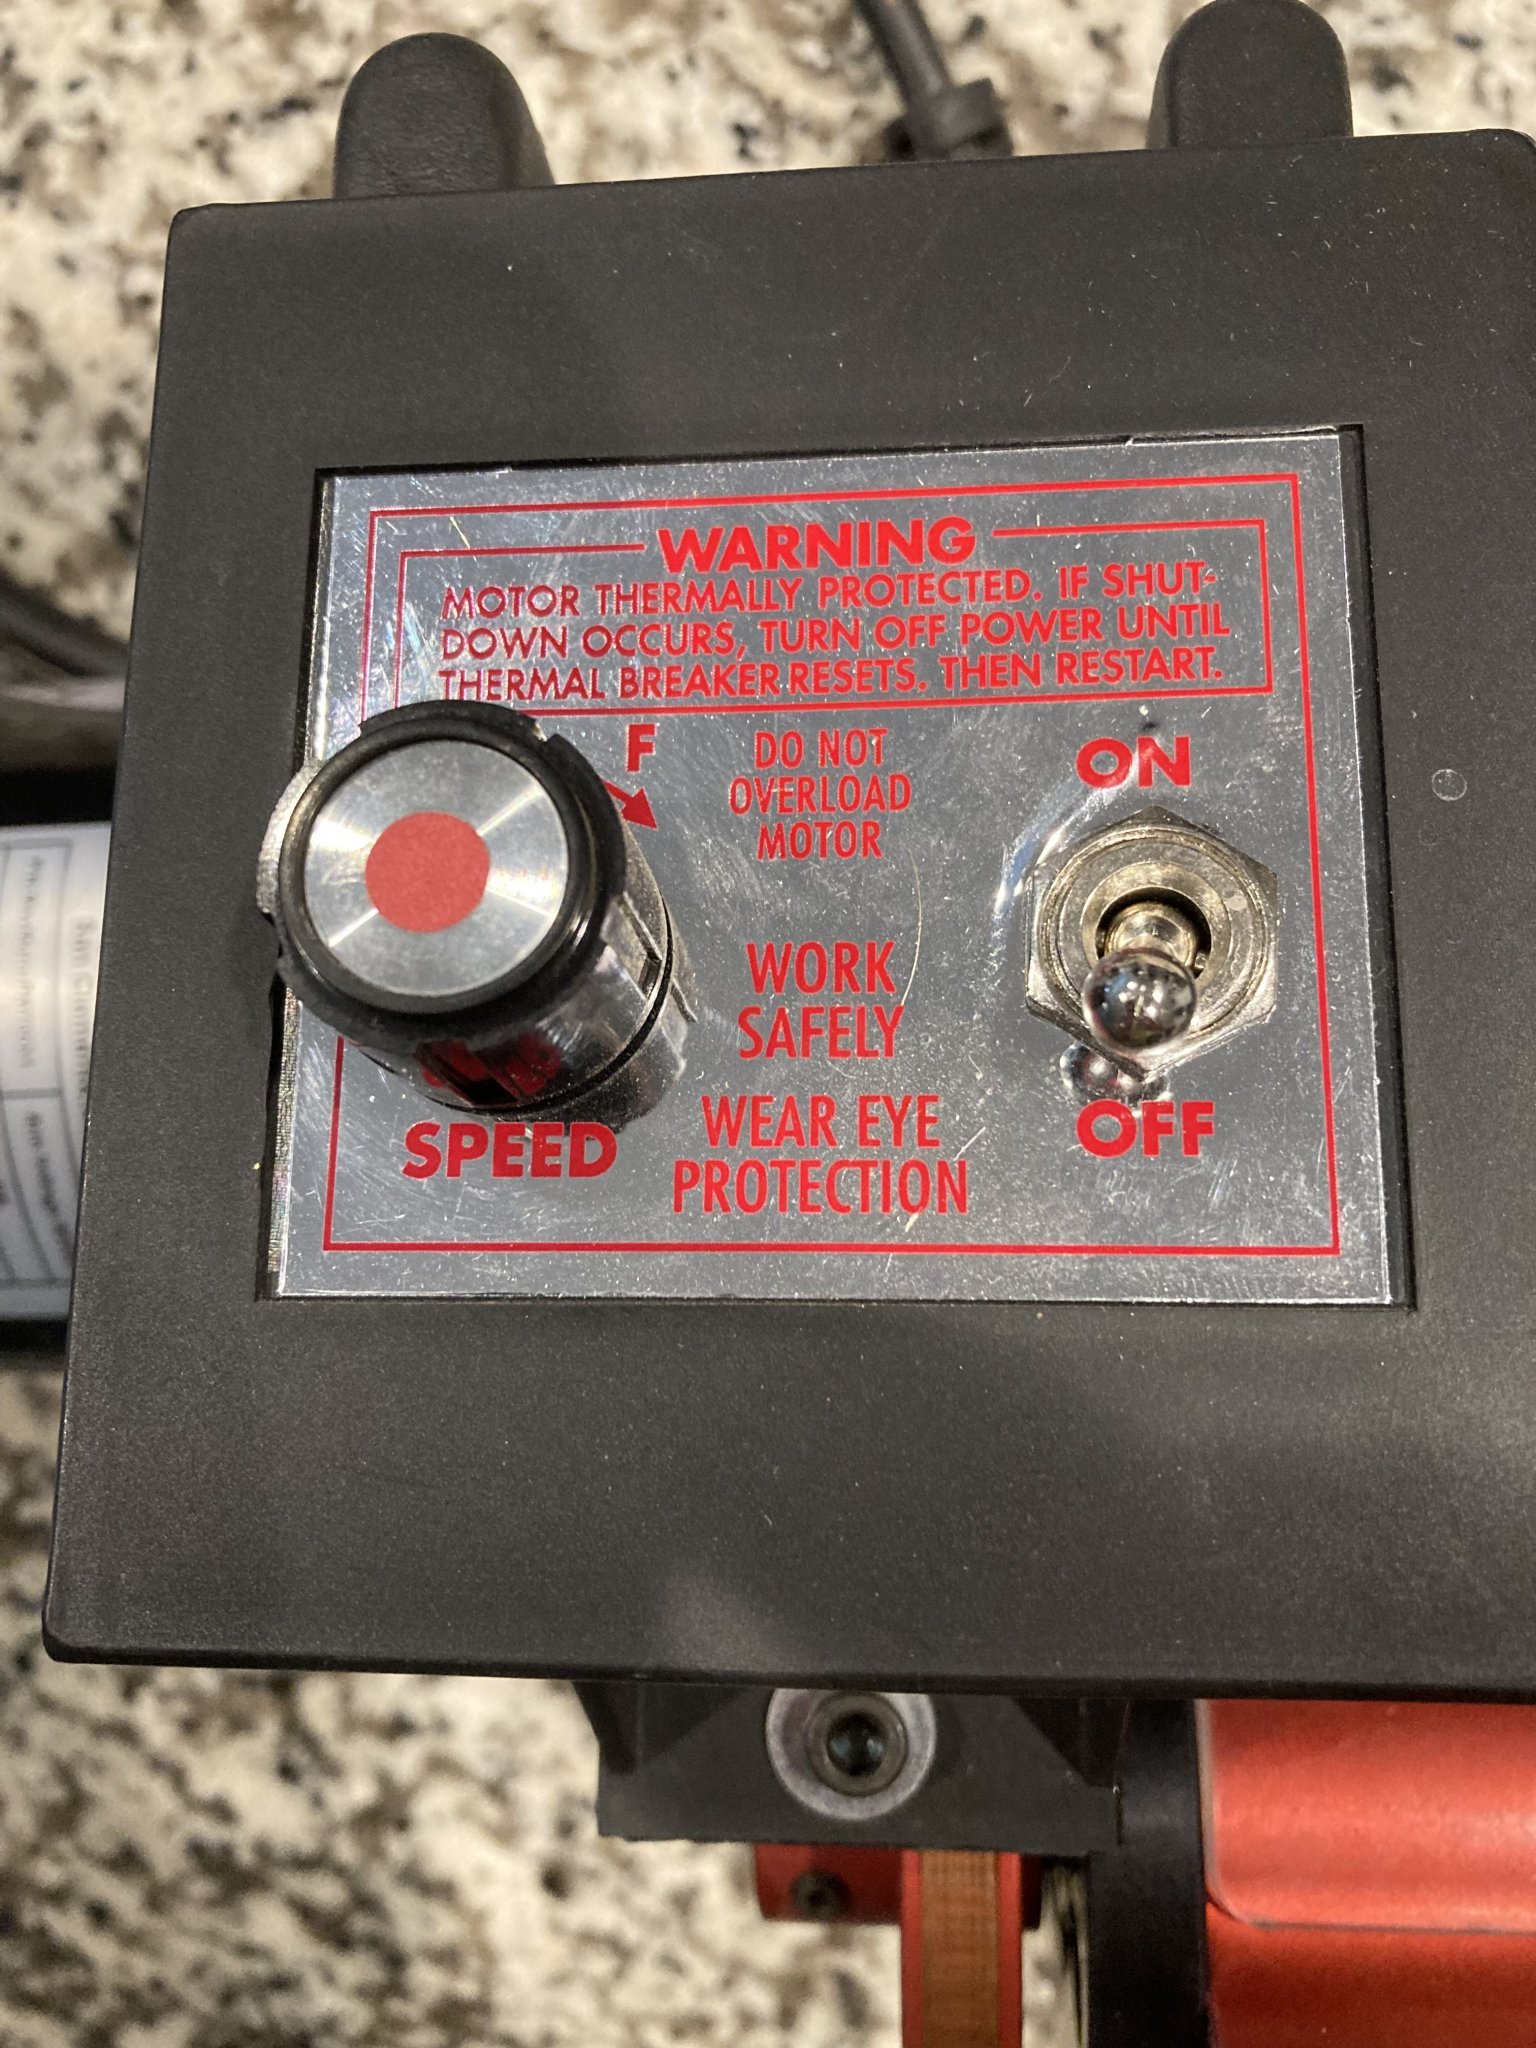 WARNING
MOTOR THERMALLY PROTECTED. IF SHUT-
DOWN OCCURS, TURN OFF POWER UNTIL
THERMAL BREAKER RESETS. THEN RESTART.
F
DO NOT
OVERLOAD
MOTOR
ON
WORK
SAFELY
SPEED
WEAR EYE
PROTECTION
OFF